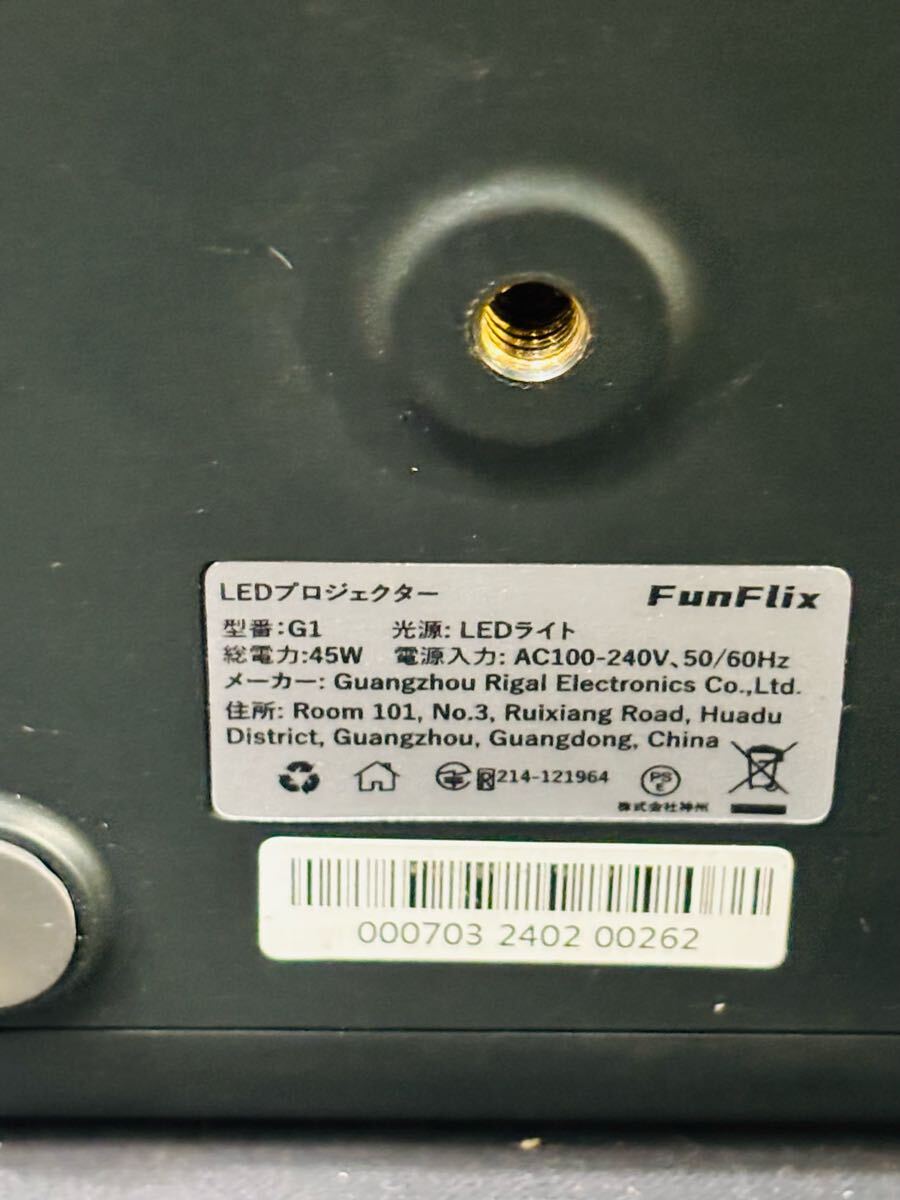 LEDプロジェクター FunFlix
型番:G1 光源: LEDライト
総電力:45W 電源入力: AC100-240V、50/60Hz
メーカー: Guangzhou Rigal Electronics Co.,Ltd.
住所: Room 101, No.3, Ruixiang Road, Huadu
District, Guangzhou, Guangdong, China
R 214-121964 PS E
株式会社神州
000703 2402 00262